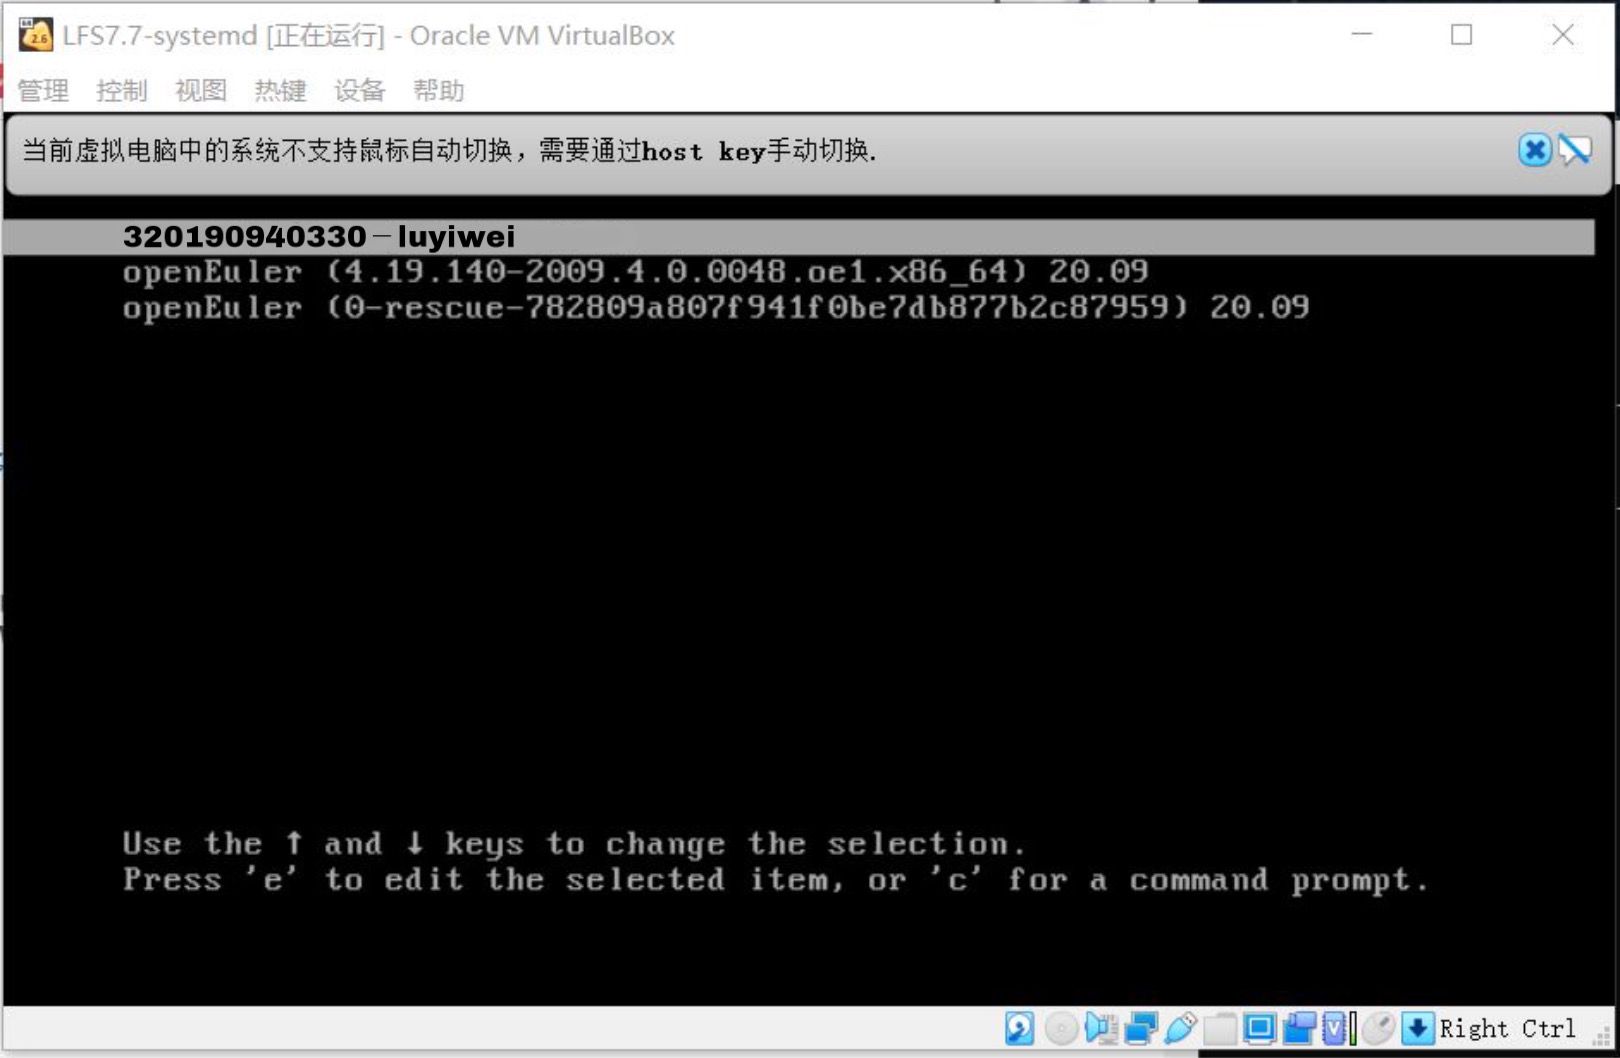 LFS7.7-systemd [正在运行] - Oracle VM VirtualBox
管理 控制 视图 热键 设备 帮助
当前虚拟电脑中的系统不支持鼠标自动切换，需要通过host key手动切换.
320190940330－luyiwei
openEuler (4.19.140-2009.4.0.0048.oe1.x86_64) 20.09
openEuler (0-rescue-782809a807f941f0be7db877b2c87959) 20.09
Use the ↑ and ↓ keys to change the selection.
Press 'e' to edit the selected item, or 'c' for a command prompt.
Right Ctrl